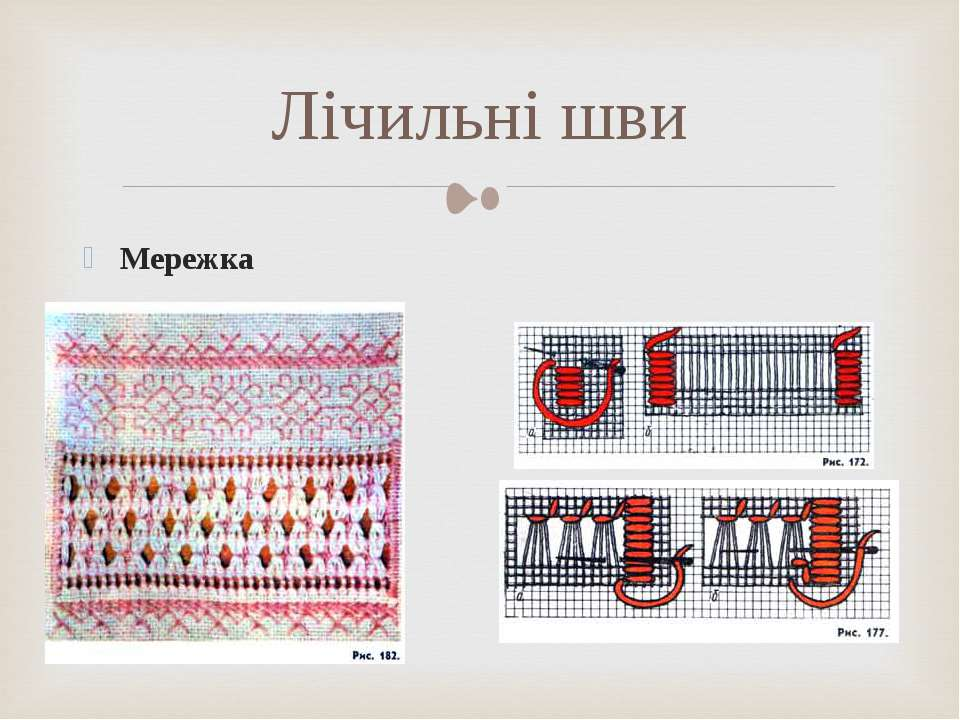 Лічильні шви
Мережка
а
б
Рис. 172.
а
б
Рис. 177.
Рис. 182.